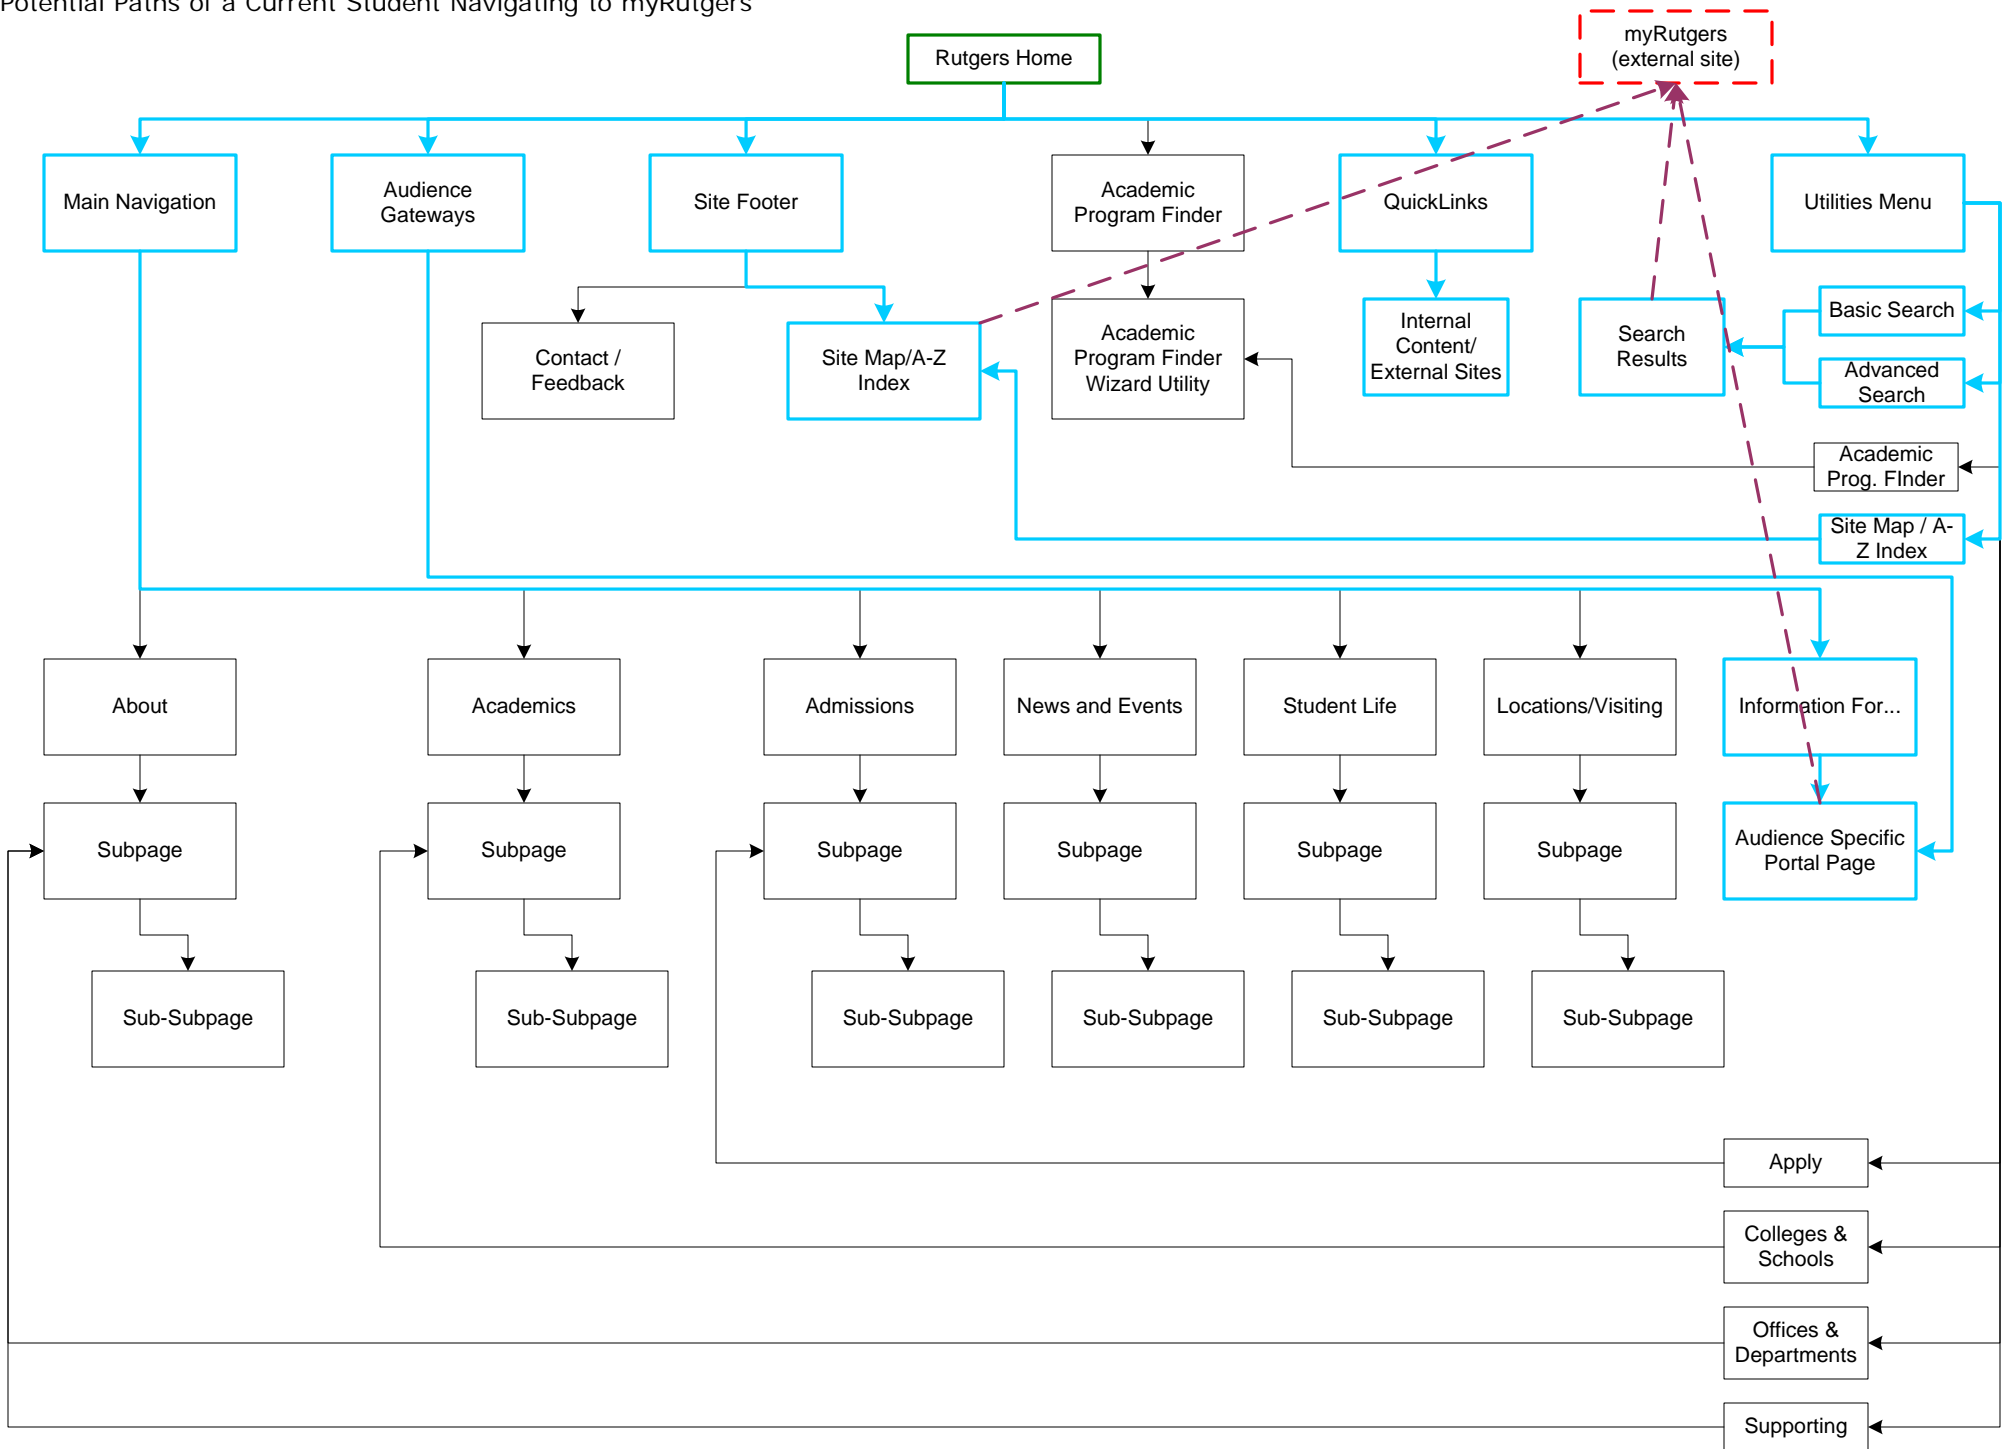 Potential Paths of a Current Student Navigating to myRutgers
myRutgers
(external site)
Rutgers Home
Main Navigation
Audience
Gateways
Site Footer
Academic
Program Finder
QuickLinks
Utilities Menu
Contact /
Feedback
Site Map/A-Z
Index
Academic
Program Finder
Wizard Utility
Internal
Content/
External Sites
Search
Results
Basic Search
Advanced
Search
Academic
Prog. FInder
Site Map / A-
Z Index
About
Academics
Admissions
News and Events
Student Life
Locations/Visiting
Information For...
Subpage
Subpage
Subpage
Subpage
Subpage
Subpage
Audience Specific
Portal Page
Sub-Subpage
Sub-Subpage
Sub-Subpage
Sub-Subpage
Sub-Subpage
Sub-Subpage
Apply
Colleges &
Schools
Offices &
Departments
Supporting